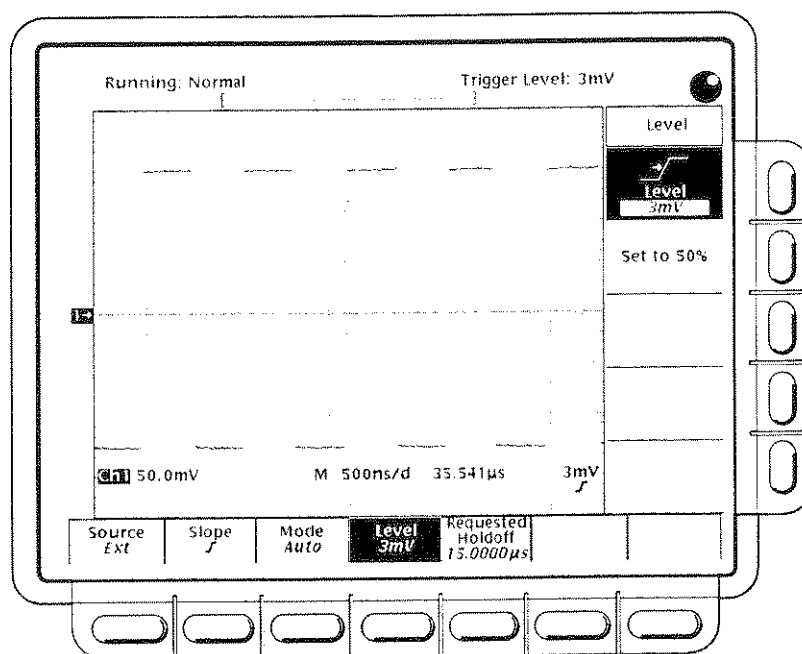 Running: Normal
Trigger Level: 3mV
Level
Level
3mV
Set to 50%
1→
Ch1 50.0mV M 500ns/d 35.541µs 3mV
Source
Ext
Slope
Mode
Auto
Level
3mV
Requested
Holdoff
15.0000µs